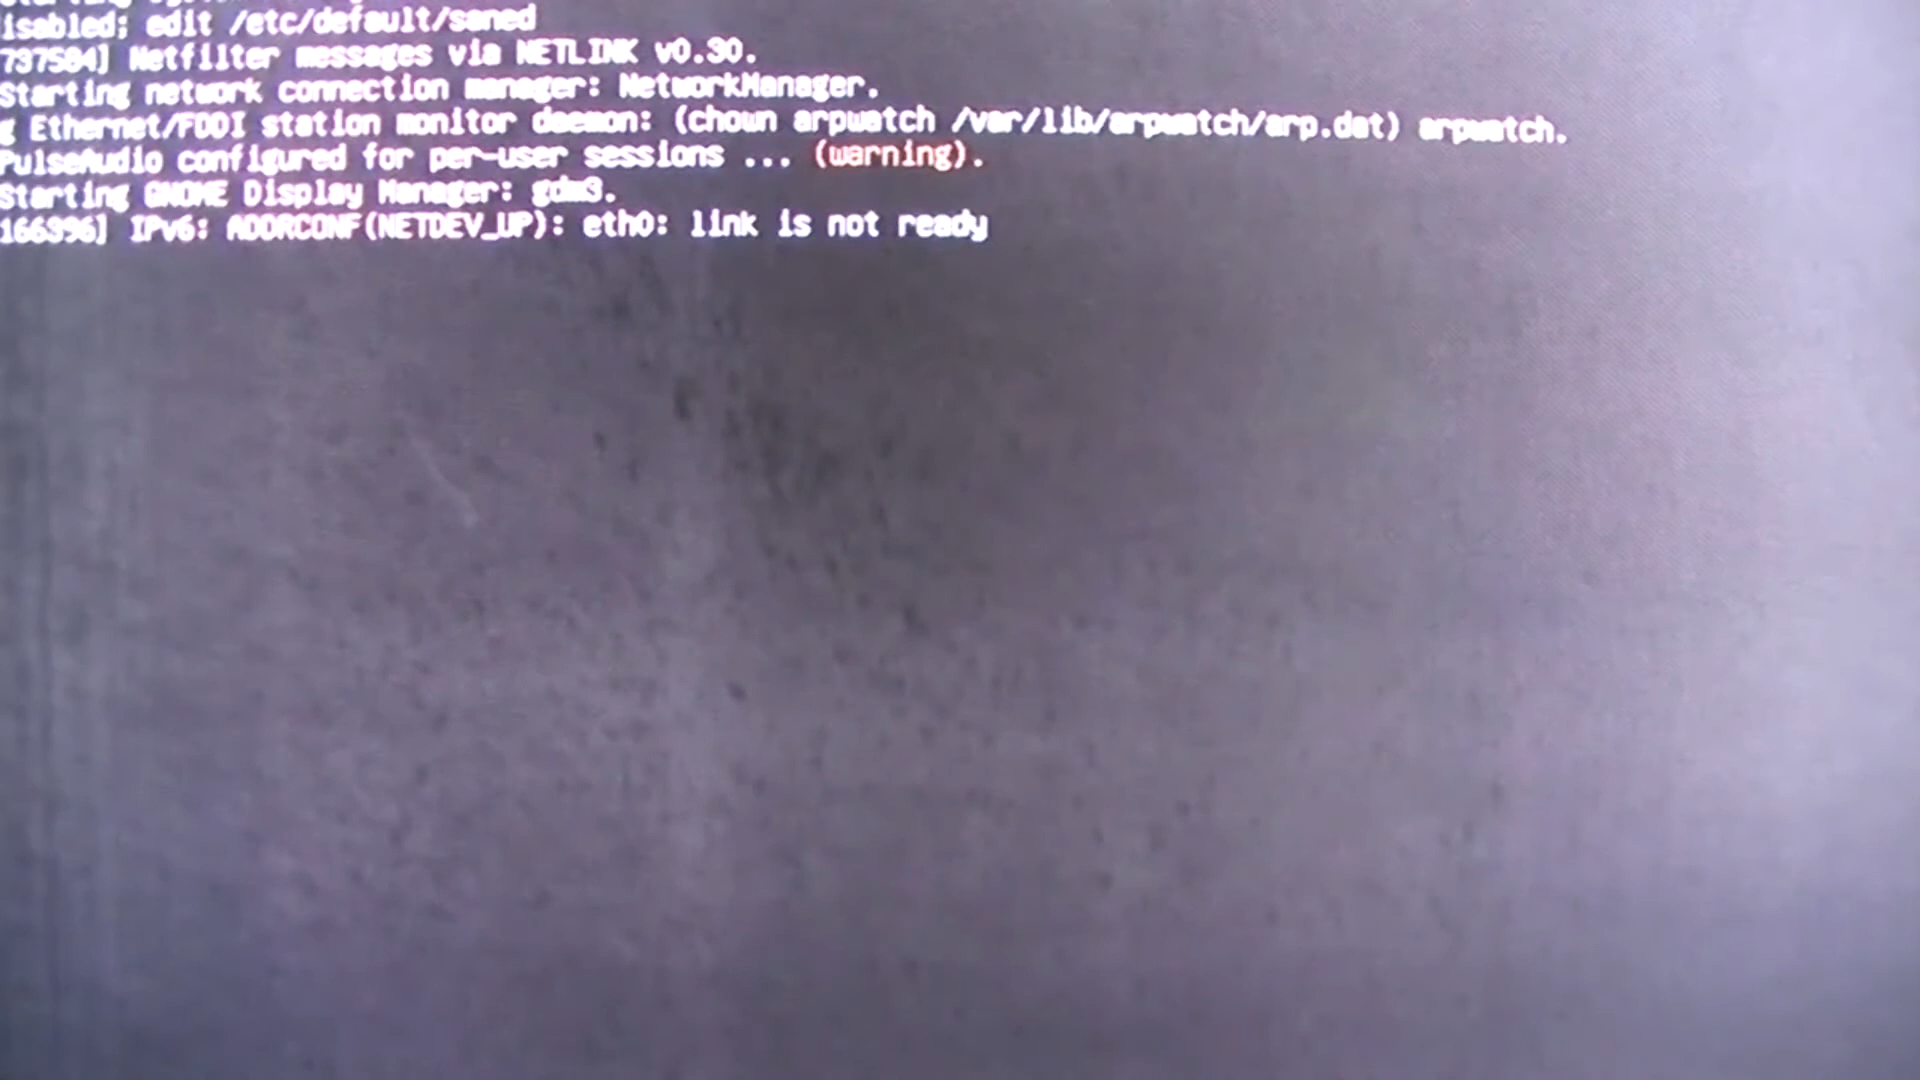 isabled; edit /etc/default/saned
737504] Netfilter messages via NETLINK v0.30.
Starting network connection manager: NetworkManager.
g Ethernet/FDDI station monitor daemon: (chown arpwatch /var/lib/arpwatch/arp.dat) arpwatch.
PulseAudio configured for per-user sessions ... (warning).
Starting GNOME Display Manager: gdm3.
166396] IPv6: ADDRCONF(NETDEV_UP): eth0: link is not ready